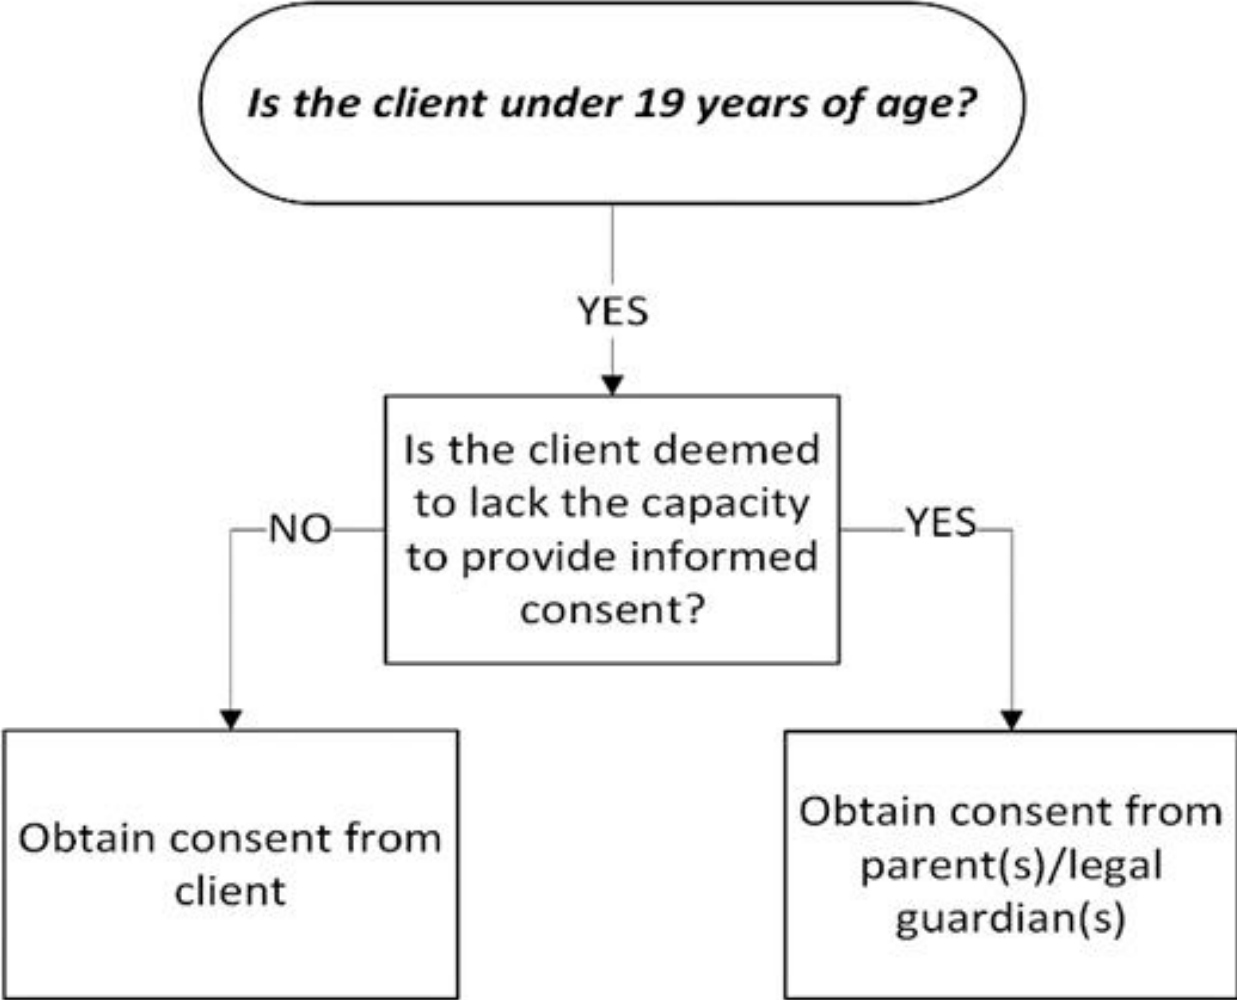 Is the client under 19 years of age?
YES
Is the client deemed
to lack the capacity
to provide informed
consent?
NO
YES
Obtain consent from
client
Obtain consent from
parent(s)/legal
guardian(s)